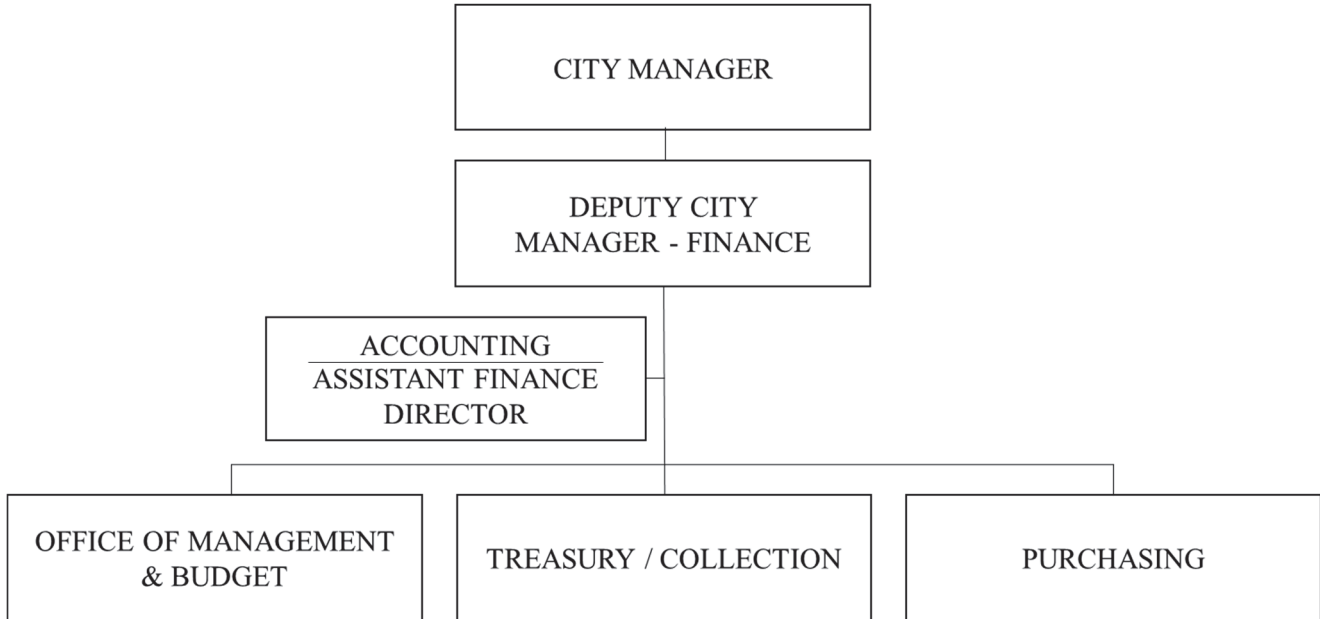 CITY MANAGER
DEPUTY CITY
MANAGER - FINANCE
ACCOUNTING
ASSISTANT FINANCE
DIRECTOR
OFFICE OF MANAGEMENT
& BUDGET
TREASURY / COLLECTION
PURCHASING